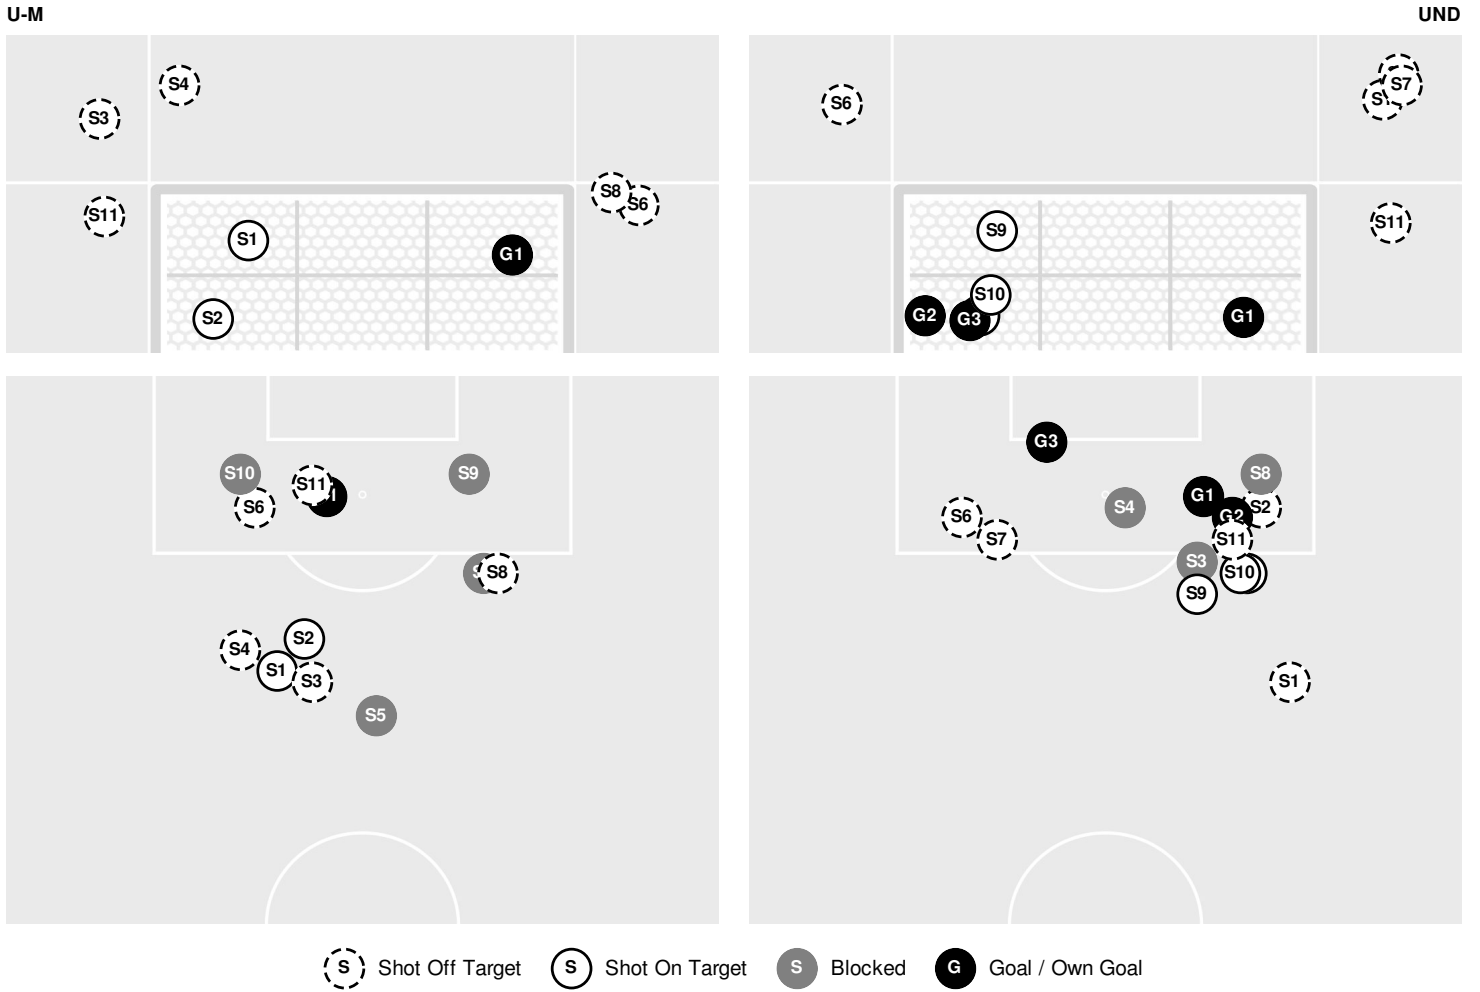 U-M UND
S4 S3 S8 S6 S11 S1 G1 S2
S6 S7 S11 S9 S10 G2 G3 G1
S10 S11 S9 S6 S8 S2 S4 S1 S3 S5
G3 S8 G1 S4 S2 G2 S6 S7 S11 S3 S10 S9 S1
S Shot Off Target S Shot On Target S Blocked G Goal / Own Goal